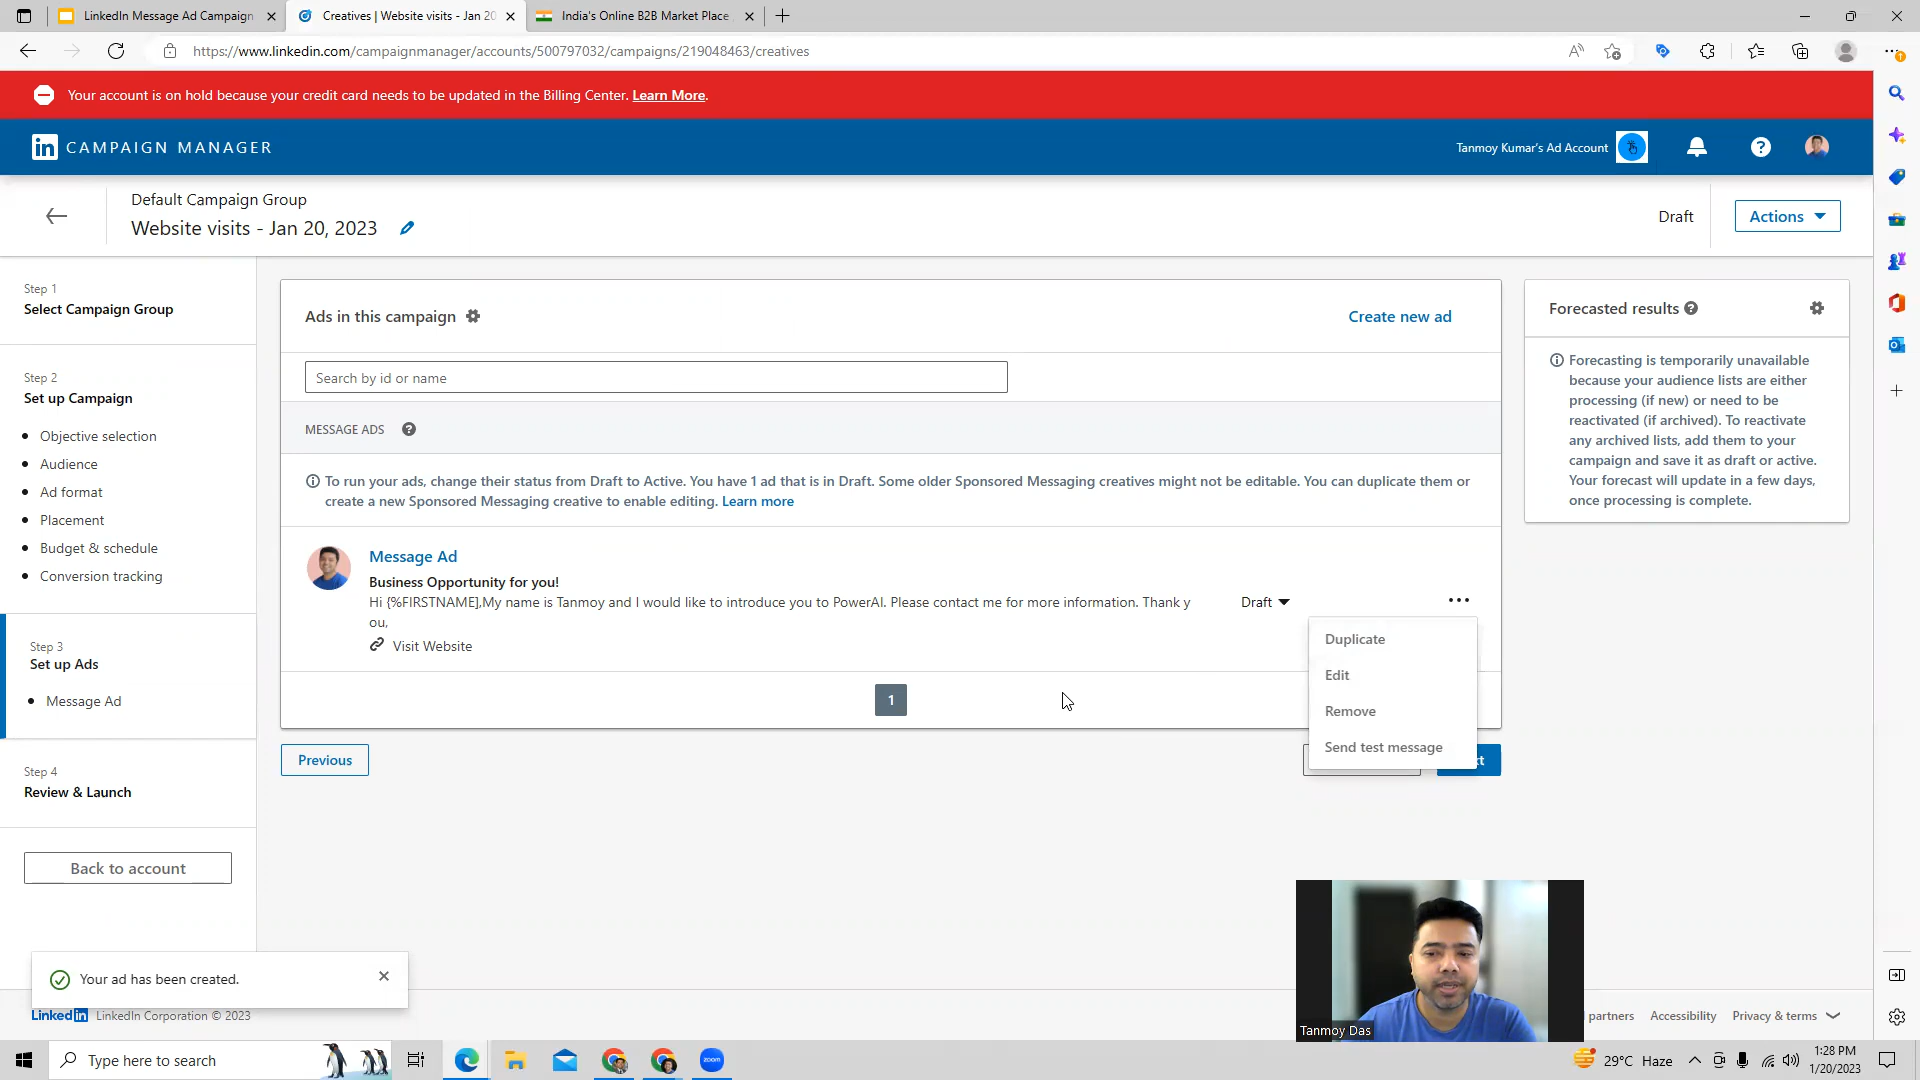 LinkedIn Message Ad Campaign
Creatives | Website visits - Jan 20
India's Online B2B Market Place
https://www.linkedin.com/campaignmanager/accounts/500797032/campaigns/219048463/creatives
Your account is on hold because your credit card needs to be updated in the Billing Center. Learn More.
in CAMPAIGN MANAGER
Tanmoy Kumar's Ad Account
Default Campaign Group
Website visits - Jan 20, 2023
Draft
Actions
Step 1
Select Campaign Group
Step 2
Set up Campaign
Objective selection
Audience
Ad format
Placement
Budget & schedule
Conversion tracking
Step 3
Set up Ads
Message Ad
Step 4
Review & Launch
Back to account
Ads in this campaign
Create new ad
Search by id or name
MESSAGE ADS
To run your ads, change their status from Draft to Active. You have 1 ad that is in Draft. Some older Sponsored Messaging creatives might not be editable. You can duplicate them or
create a new Sponsored Messaging creative to enable editing. Learn more
Message Ad
Business Opportunity for you!
Hi {%FIRSTNAME],My name is Tanmoy and I would like to introduce you to PowerAI. Please contact me for more information. Thank y
ou,
Visit Website
Draft
Duplicate
Edit
Remove
Send test message
1
Previous
Forecasted results
Forecasting is temporarily unavailable
because your audience lists are either
processing (if new) or need to be
reactivated (if archived). To reactivate
any archived lists, add them to your
campaign and save it as draft or active.
Your forecast will update in a few days,
once processing is complete.
Your ad has been created.
LinkedIn LinkedIn Corporation © 2023
partners
Accessibility
Privacy & terms
Tanmoy Das
Type here to search
zoom
29°C Haze
1:28 PM
1/20/2023